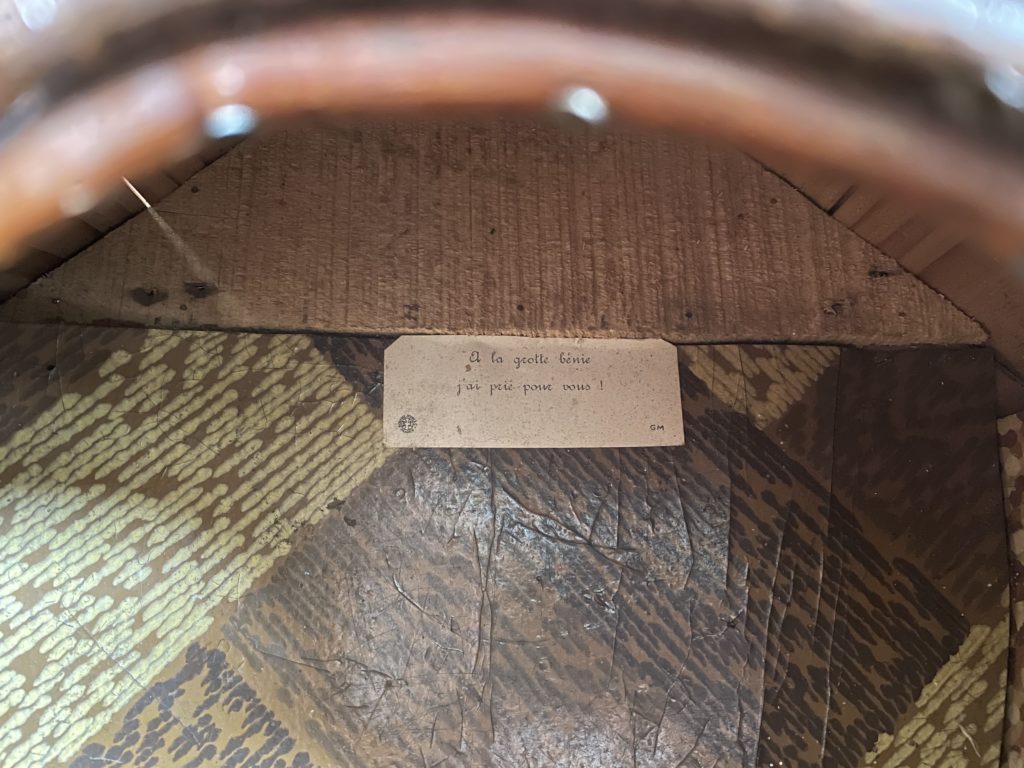 A la grotte bénie
j'ai prié pour vous !
GM